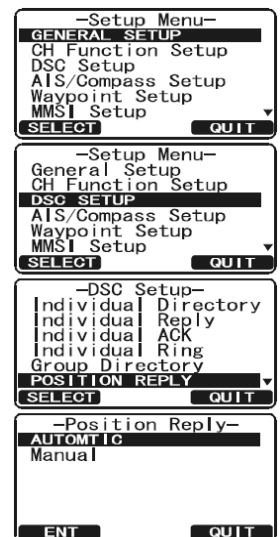 —Setup Menu—
GENERAL SETUP
CH Function Setup
DSC Setup
AIS/Compass Setup
Waypoint Setup
MMSI Setup ▼
SELECT QUIT
—Setup Menu—
General Setup
CH Function Setup
DSC SETUP
AIS/Compass Setup
Waypoint Setup
MMSI Setup ▼
SELECT QUIT
—DSC Setup—
Individual Directory
Individual Reply
Individual ACK
Individual Ring
Group Directory
POSITION REPLY ▼
SELECT QUIT
—Position Reply—
AUTOMTIC
Manual
ENT QUIT